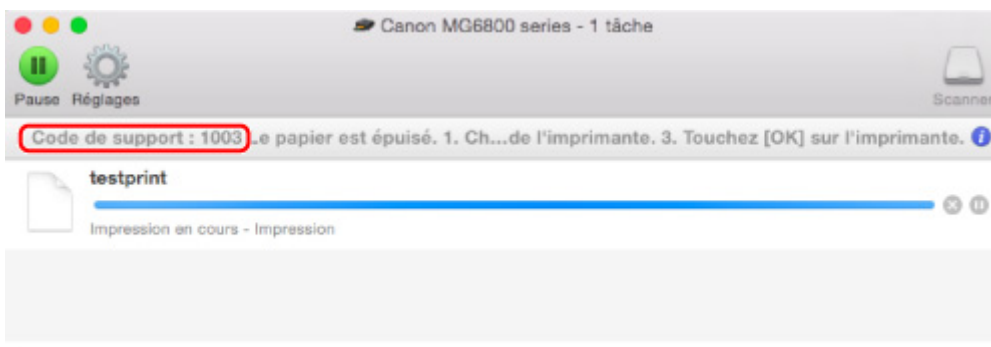 Canon MG6800 series - 1 tâche
Pause Réglages Scanner
Code de support : 1003 Le papier est épuisé. 1. Ch...de l'imprimante. 3. Touchez [OK] sur l'imprimante.
testprint
Impression en cours - Impression